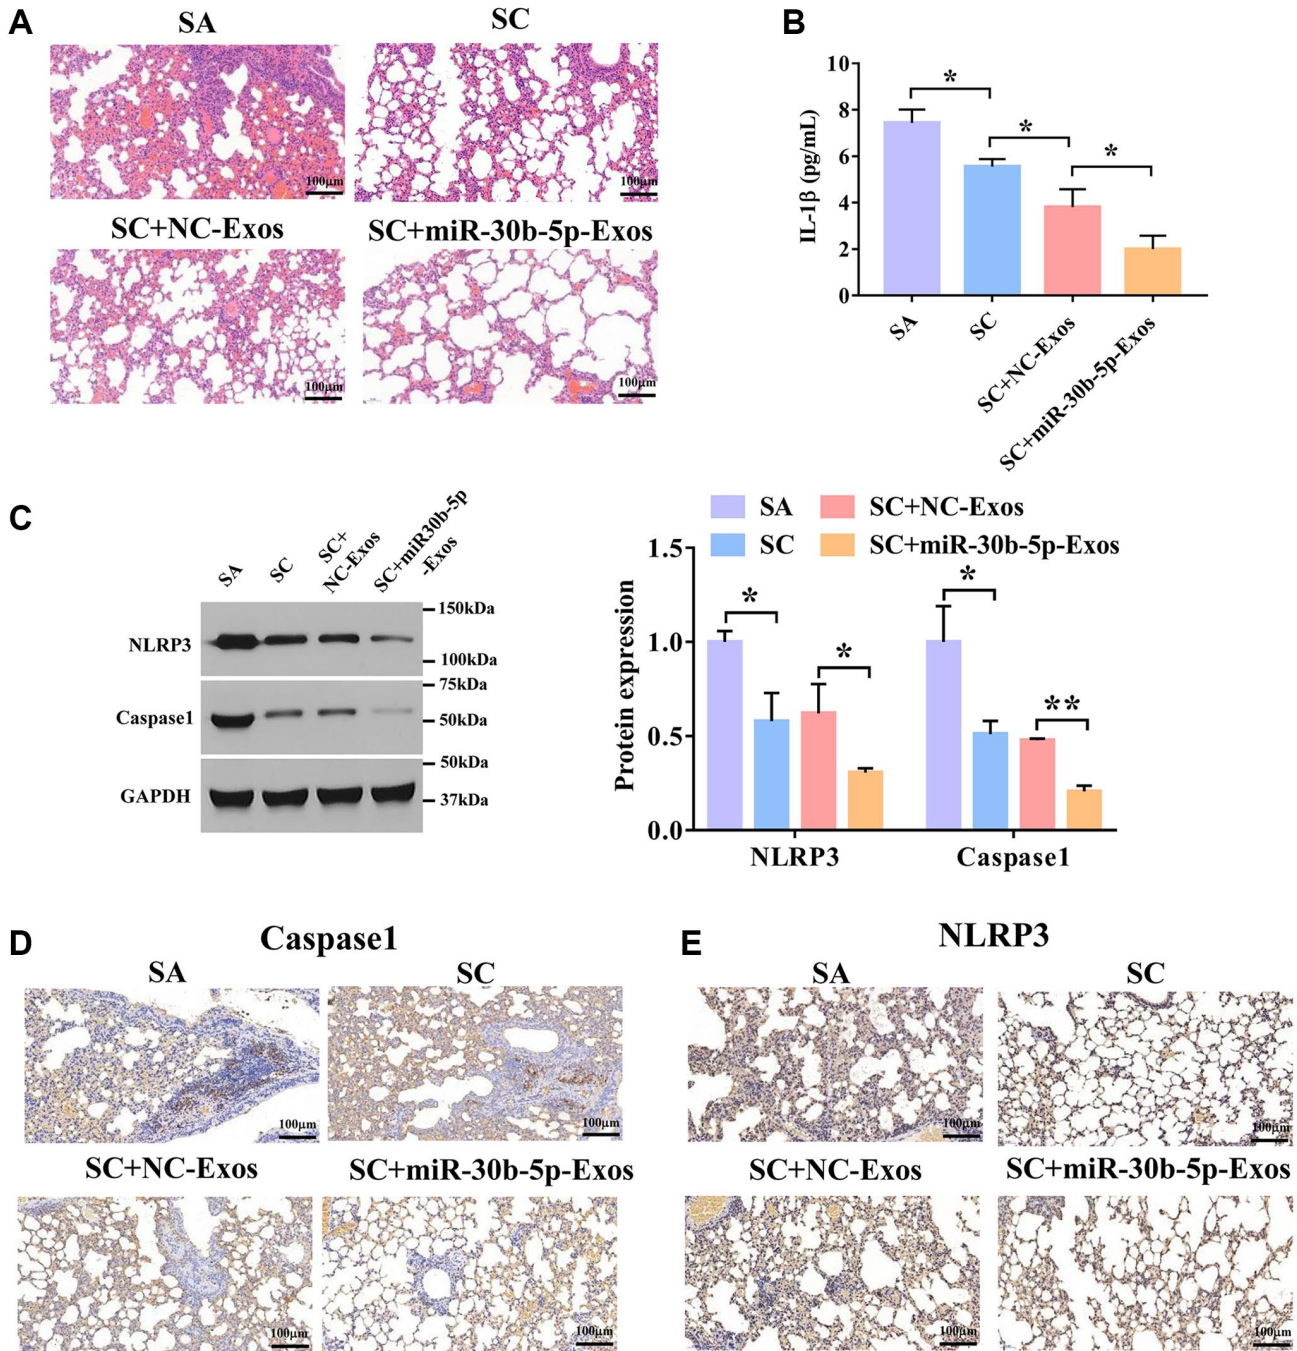 A
SA
SC
100μm
100μm
SC+NC-Exos
SC+miR-30b-5p-Exos
100μm
100μm
B
IL-1β (pg/mL)
10
8
6
4
2
0
*
*
*
SA
SC
SC+NC-Exos
SC+miR-30b-5p-Exos
C
SA
SC
SC+
NC-Exos
SC+miR30b-5p
-Exos
NLRP3
150kDa
100kDa
Caspase1
75kDa
50kDa
GAPDH
50kDa
37kDa
SA
SC+NC-Exos
SC
SC+miR-30b-5p-Exos
Protein expression
1.5
1.0
0.5
0.0
*
*
*
**
NLRP3
Caspase1
D
Caspase1
SA
SC
100μm
100μm
SC+NC-Exos
SC+miR-30b-5p-Exos
100μm
100μm
E
NLRP3
SA
SC
100μm
100μm
SC+NC-Exos
SC+miR-30b-5p-Exos
100μm
100μm